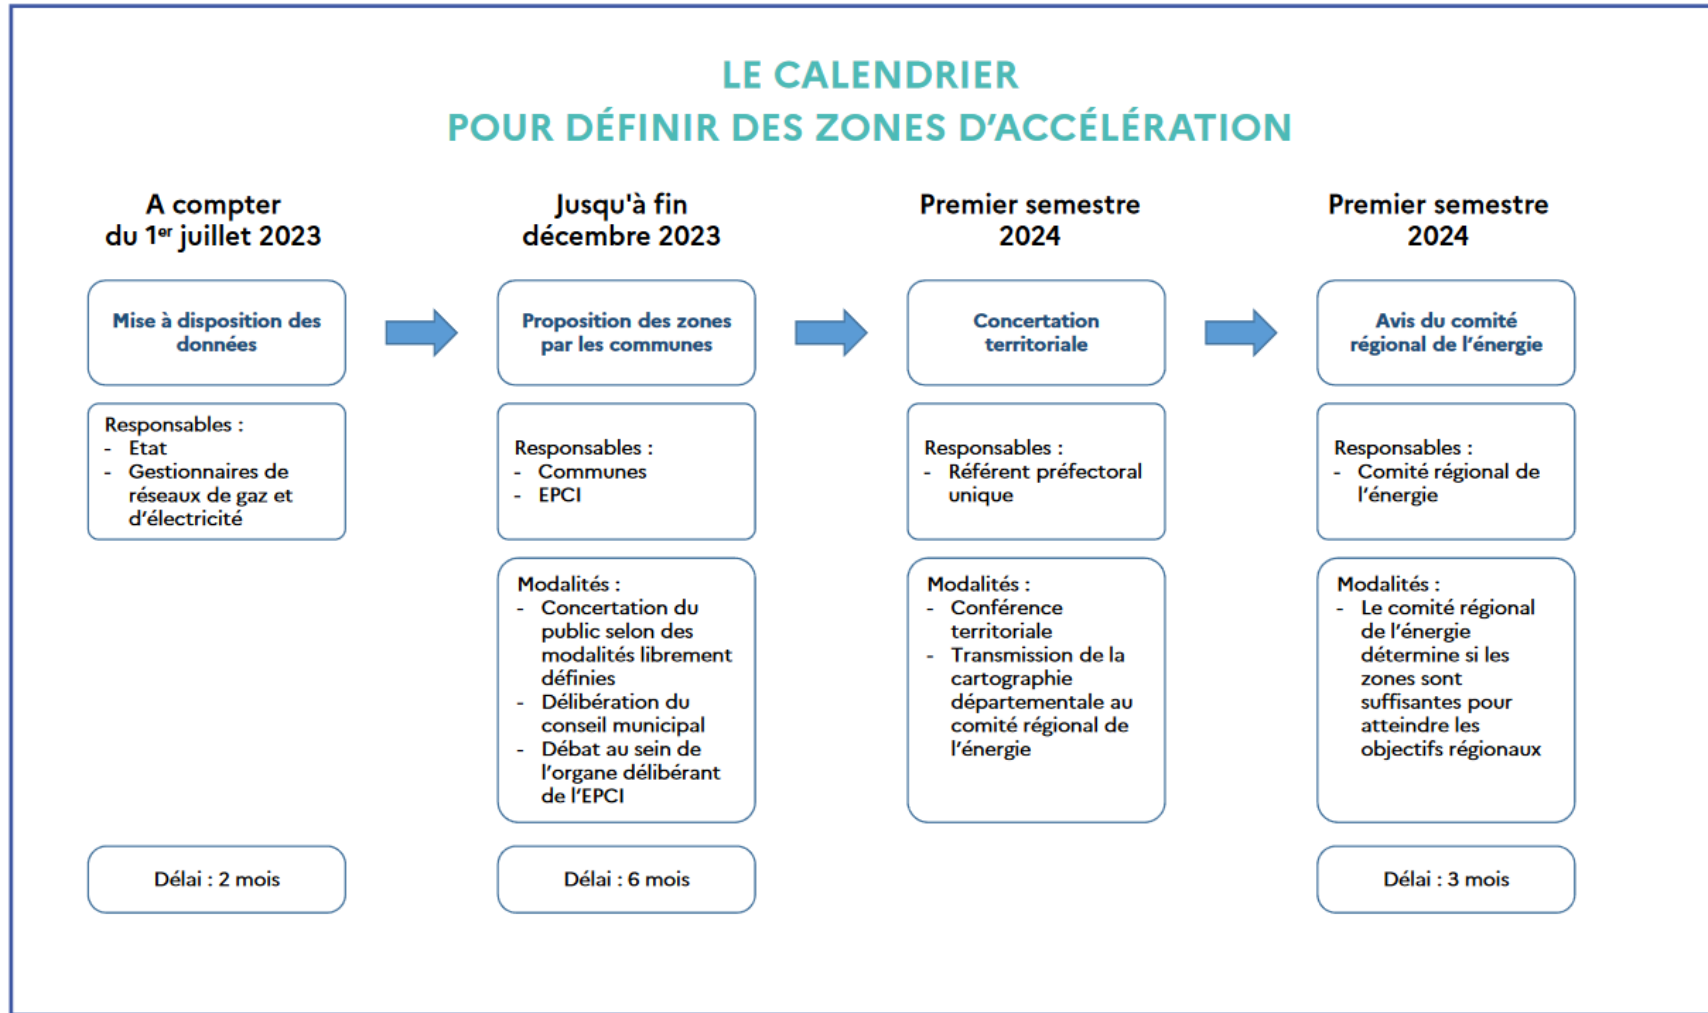 LE CALENDRIER
POUR DÉFINIR DES ZONES D'ACCÉLÉRATION
A compter
du 1er juillet 2023
Mise à disposition des
données
Responsables :
- Etat
- Gestionnaires de
réseaux de gaz et
d'électricité
Délai : 2 mois
Jusqu'à fin
décembre 2023
Proposition des zones
par les communes
Responsables :
- Communes
- EPCI
Modalités :
- Concertation du
public selon des
modalités librement
définies
- Délibération du
conseil municipal
- Débat au sein de
l'organe délibérant
de l'EPCI
Délai : 6 mois
Premier semestre
2024
Concertation
territoriale
Responsables :
- Référent préfectoral
unique
Modalités :
- Conférence
territoriale
- Transmission de la
cartographie
départementale au
comité régional de
l'énergie
Premier semestre
2024
Avis du comité
régional de l'énergie
Responsables :
- Comité régional de
l'énergie
Modalités :
- Le comité régional
de l'énergie
détermine si les
zones sont
suffisantes pour
atteindre les
objectifs régionaux
Délai : 3 mois